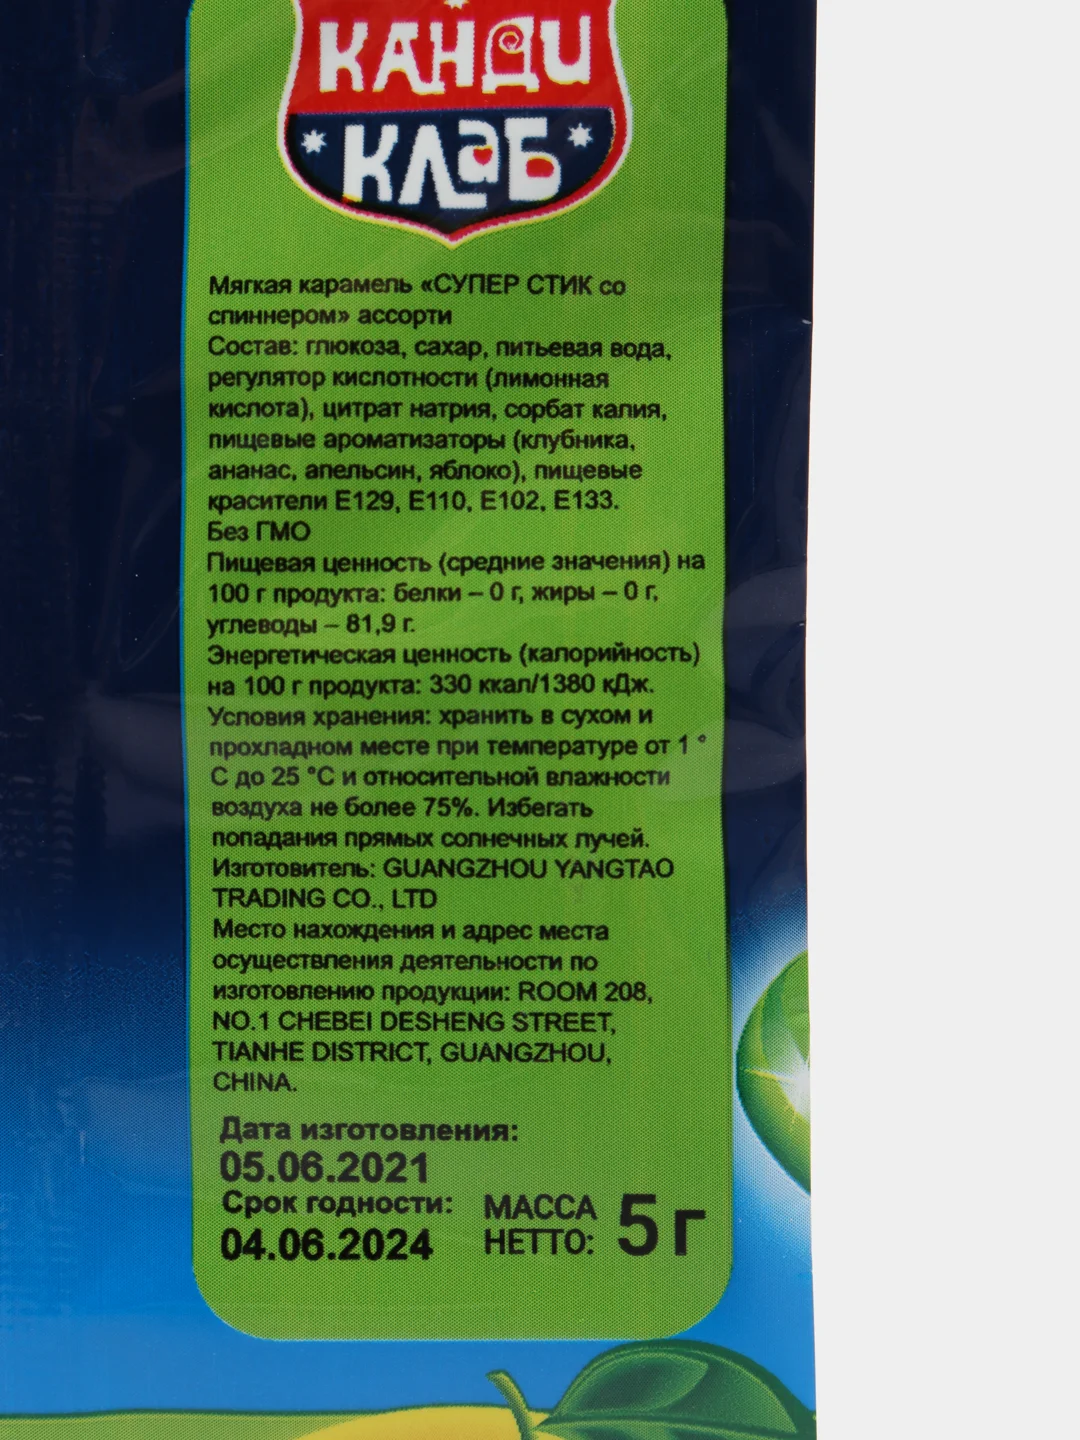 КАНДИ
КЛАБ
Мягкая карамель «СУПЕР СТИК со
спиннером» ассорти
Состав: глюкоза, сахар, питьевая вода,
регулятор кислотности (лимонная
кислота), цитрат натрия, сорбат калия,
пищевые ароматизаторы (клубника,
ананас, апельсин, яблоко), пищевые
красители Е129, Е110, Е102, Е133.
Без ГМО
Пищевая ценность (средние значения) на
100 г продукта: белки – 0 г, жиры – 0 г,
углеводы – 81,9 г.
Энергетическая ценность (калорийность)
на 100 г продукта: 330 ккал/1380 кДж.
Условия хранения: хранить в сухом и
прохладном месте при температуре от 1 °
С до 25 °С и относительной влажности
воздуха не более 75%. Избегать
попадания прямых солнечных лучей.
Изготовитель: GUANGZHOU YANGTAO
TRADING CO., LTD
Место нахождения и адрес места
осуществления деятельности по
изготовлению продукции: ROOM 208,
NO.1 CHEBEI DESHENG STREET,
TIANHE DISTRICT, GUANGZHOU,
CHINA.
Дата изготовления:
05.06.2021
Срок годности:
04.06.2024
МАССА
НЕТТО: 5 г